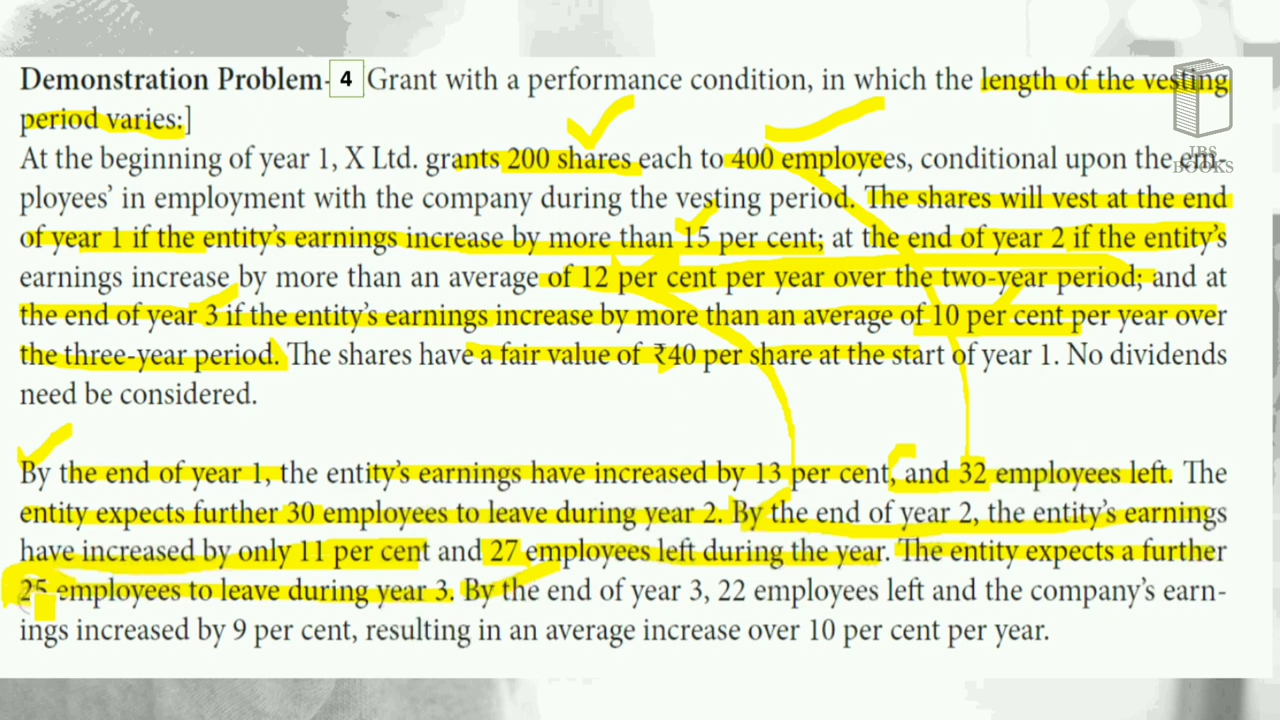 Demonstration Problem- 4 Grant with a performance condition, in which the length of the vesting
period varies:]
At the beginning of year 1, X Ltd. grants 200 shares each to 400 employees, conditional upon the em-
ployees’ in employment with the company during the vesting period. The shares will vest at the end
of year 1 if the entity’s earnings increase by more than 15 per cent; at the end of year 2 if the entity’s
earnings increase by more than an average of 12 per cent per year over the two-year period; and at
the end of year 3 if the entity’s earnings increase by more than an average of 10 per cent per year over
the three-year period. The shares have a fair value of ₹40 per share at the start of year 1. No dividends
need be considered.
By the end of year 1, the entity’s earnings have increased by 13 per cent, and 32 employees left. The
entity expects further 30 employees to leave during year 2. By the end of year 2, the entity’s earnings
have increased by only 11 per cent and 27 employees left during the year. The entity expects a further
25 employees to leave during year 3. By the end of year 3, 22 employees left and the company’s earn-
ings increased by 9 per cent, resulting in an average increase over 10 per cent per year.
JBS
BOOKS